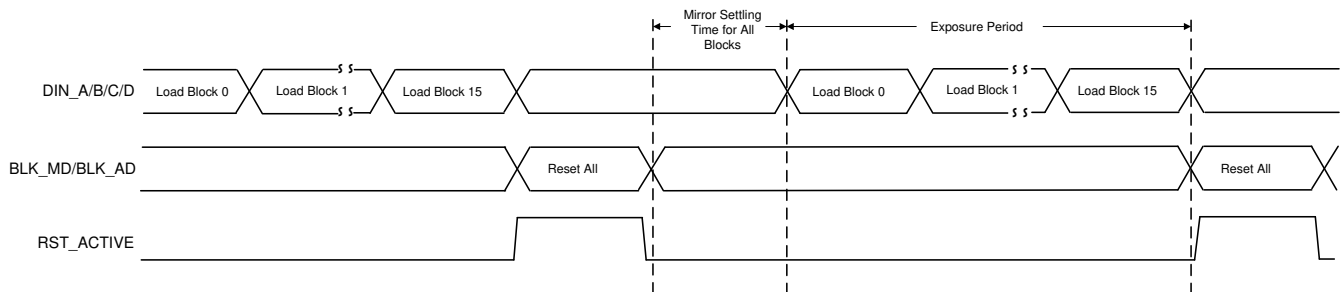 Mirror Settling
Time for All
Blocks
Exposure Period
DIN_A/B/C/D
Load Block 0
Load Block 1
Load Block 15
Load Block 0
Load Block 1
Load Block 15
BLK_MD/BLK_AD
Reset All
Reset All
RST_ACTIVE